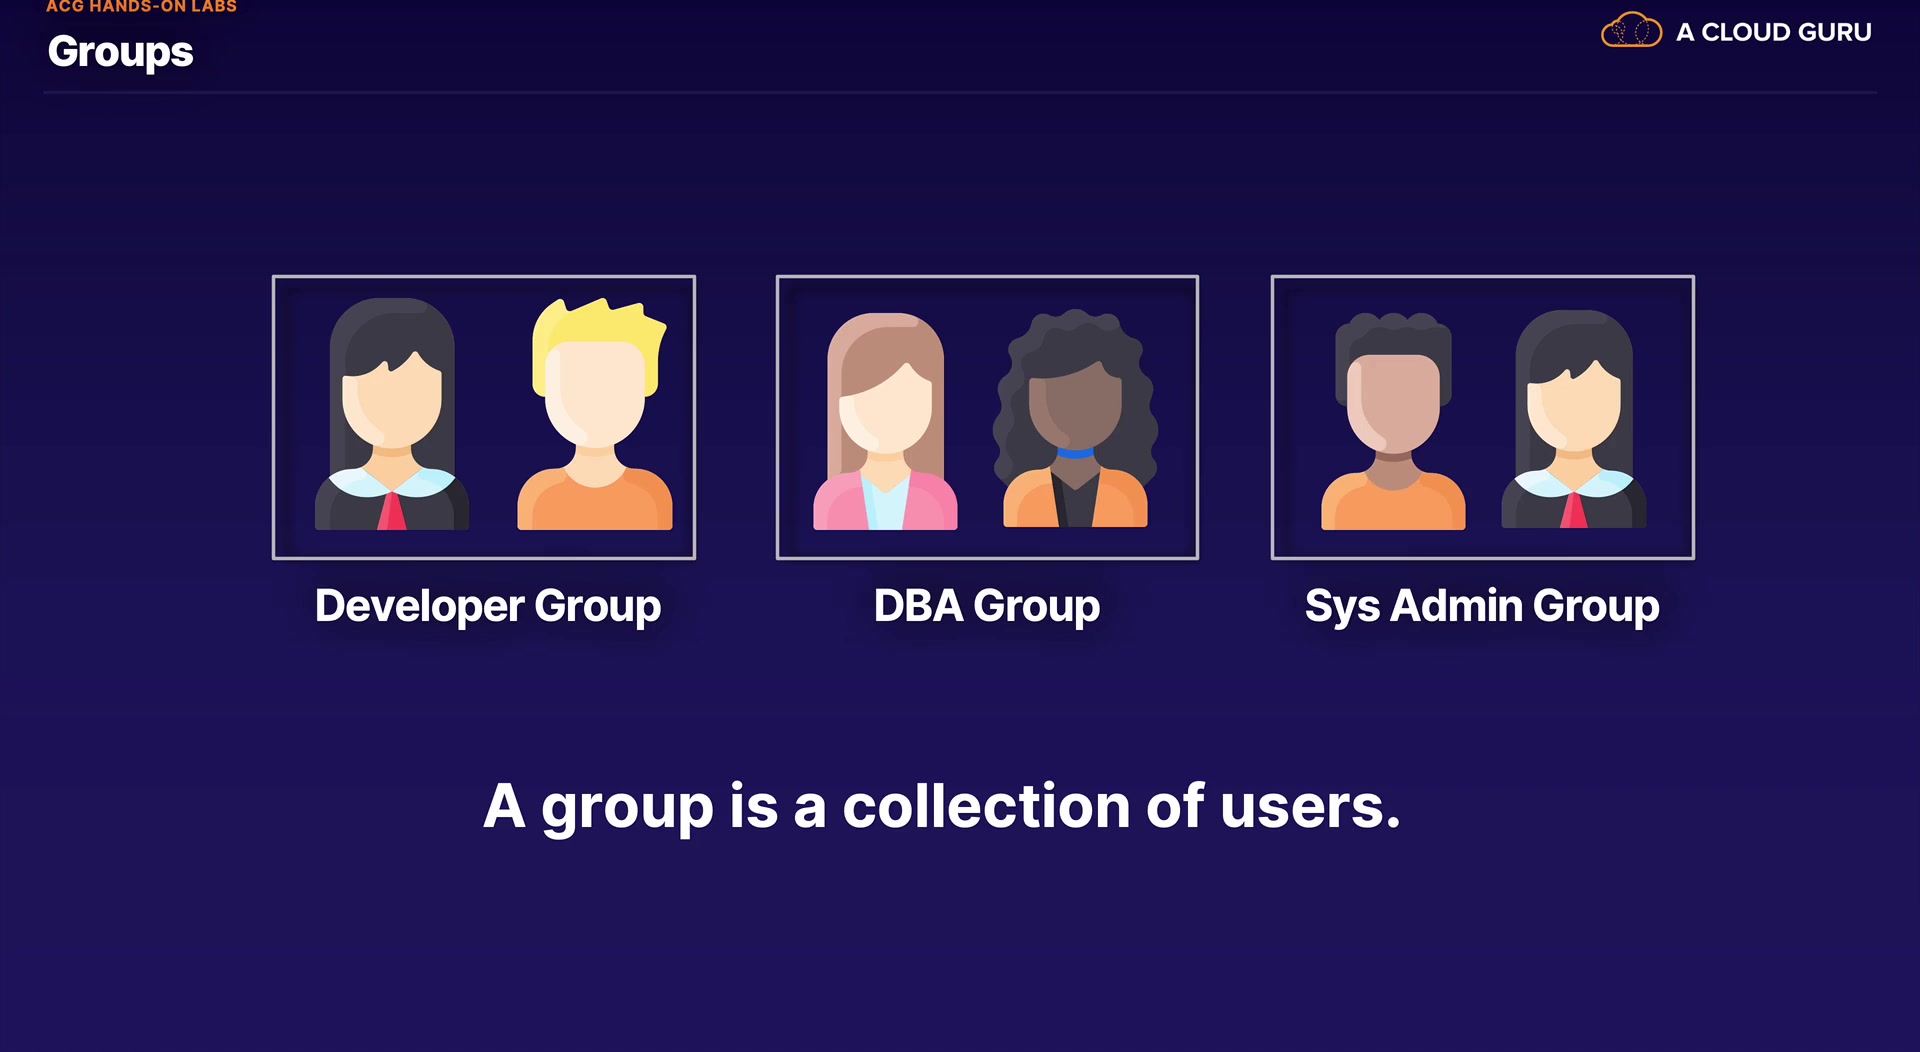 ACG HANDS-ON LABS
Groups
A CLOUD GURU
Developer Group
DBA Group
Sys Admin Group
A group is a collection of users.